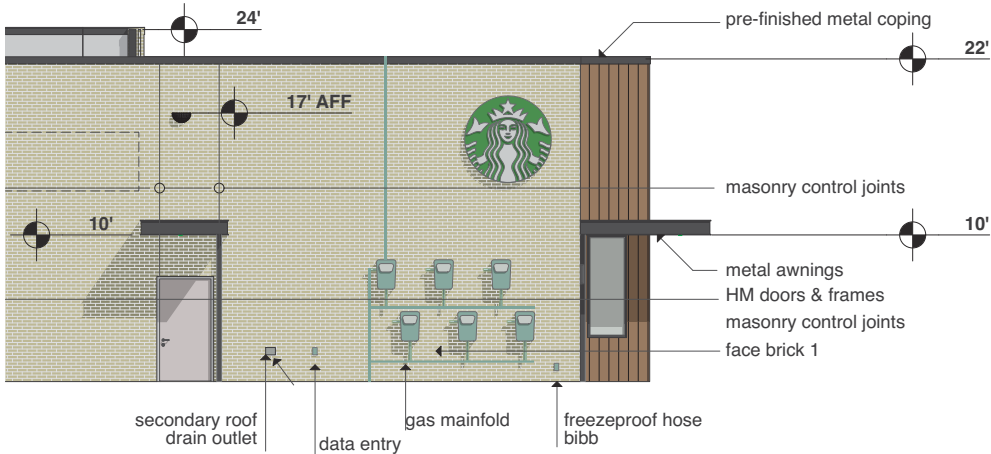 24'
pre-finished metal coping
22'
17' AFF
masonry control joints
10'
10'
metal awnings
HM doors & frames
masonry control joints
face brick 1
secondary roof
drain outlet
data entry
gas mainfold
freezeproof hose
bibb